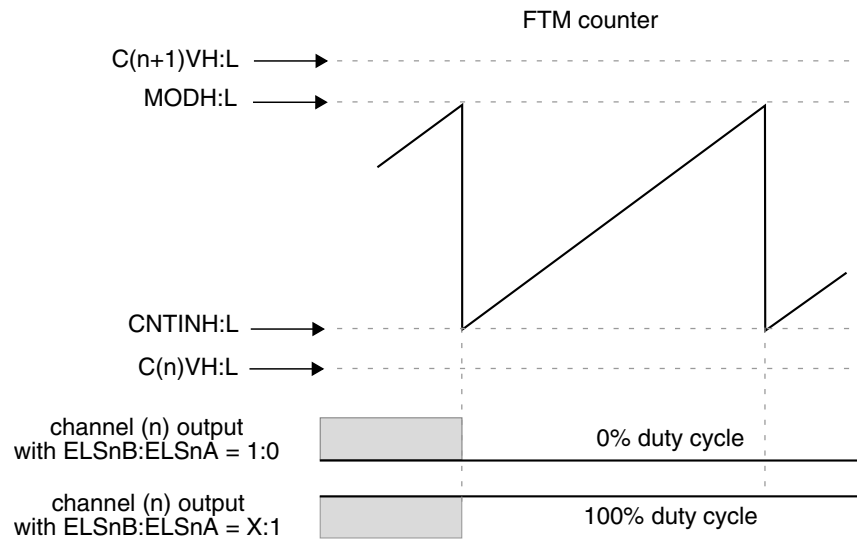 FTM counter
C(n+1)VH:L
MODH:L
CNTINH:L
C(n)VH:L
channel (n) output
with ELSnB:ELSnA = 1:0
0% duty cycle
channel (n) output
with ELSnB:ELSnA = X:1
100% duty cycle